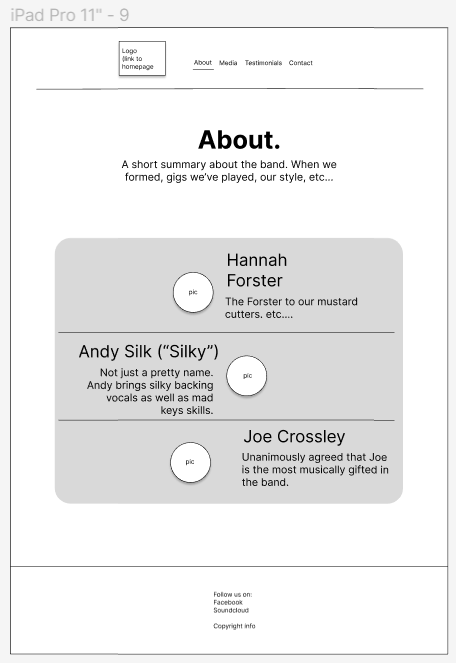 iPad Pro 11" - 9
Logo
(link to
homepage
About Media Testimonials Contact
About.
A short summary about the band. When we
formed, gigs we've played, our style, etc...
Hannah
Forster
pic
The Forster to our mustard
cutters. etc....
Andy Silk ("Silky")
Not just a pretty name.
Andy brings silky backing
vocals as well as mad
keys skills.
pic
Joe Crossley
pic
Unanimously agreed that Joe
is the most musically gifted in
the band.
Follow us on:
Facebook
Soundcloud
Copyright info